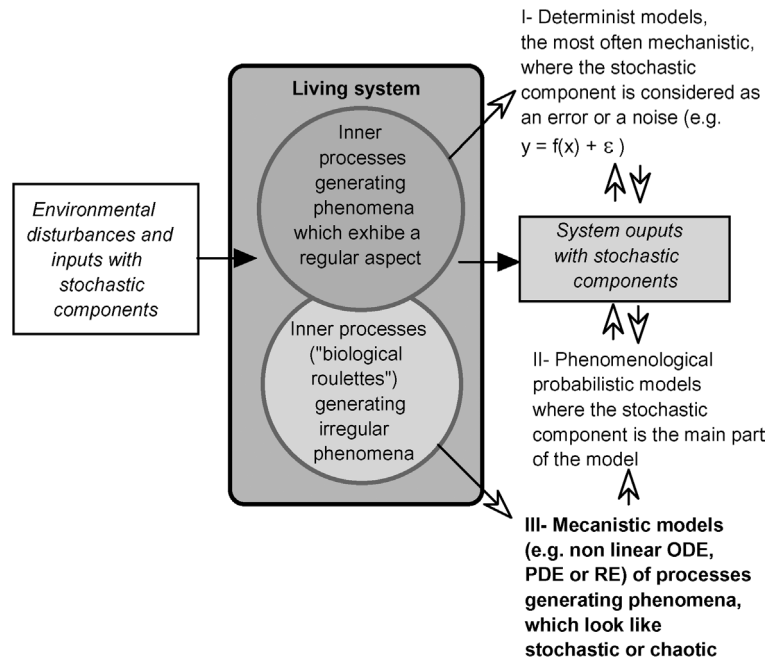 Environmental
disturbances and
inputs with
stochastic
components
Living system
Inner
processes
generating
phenomena
which exhibe a
regular aspect
Inner processes
("biological
roulettes")
generating
irregular
phenomena
I- Determinist models,
the most often mechanistic,
where the stochastic
component is considered as
an error or a noise (e.g.
y = f(x) + ε )
System ouputs
with stochastic
components
II- Phenomenological
probabilistic models
where the stochastic
component is the main part
of the model
III- Mecanistic models
(e.g. non linear ODE,
PDE or RE) of processes
generating phenomena,
which look like
stochastic or chaotic